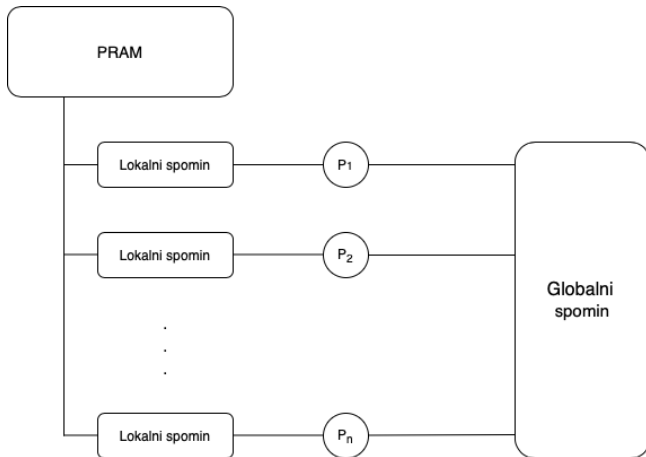 PRAM
Lokalni spomin
P1
Lokalni spomin
P2
Globalni
spomin
.
.
.
Lokalni spomin
Pn